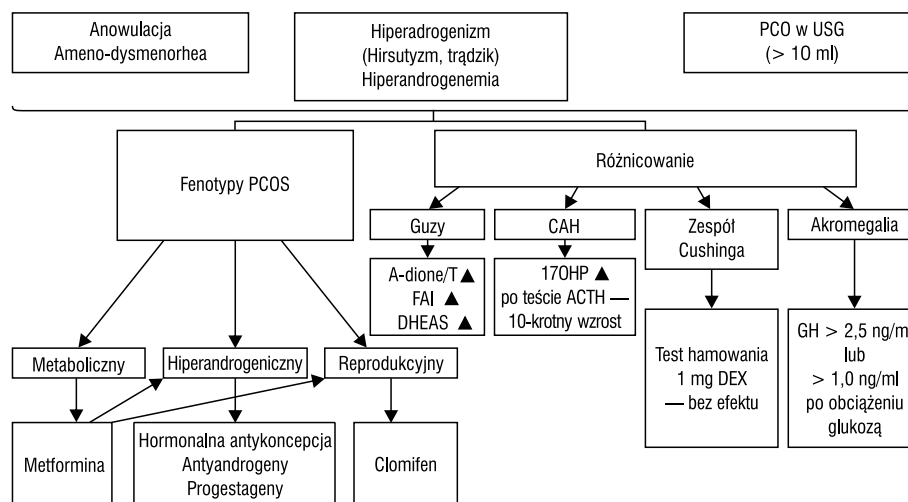 Anowulacja
Ameno-dysmenorhea
Hiperadrogenizm
(Hirsutyzm, trądzik)
Hiperandrogenemia
PCO w USG
(> 10 ml)
Fenotypy PCOS
Różnicowanie
Guzy
CAH
Zespół
Cushinga
Akromegalia
A-dione/T ▲
FAI ▲
DHEAS ▲
17OHP ▲
po teście ACTH —
10-krotny wzrost
Test hamowania
1 mg DEX
— bez efektu
GH > 2,5 ng/ml
lub
> 1,0 ng/ml
po obciążeniu
glukozą
Metaboliczny
Hiperandrogeniczny
Reprodukcyjny
Metformina
Hormonalna antykoncepcja
Antyandrogeny
Progestageny
Clomifen